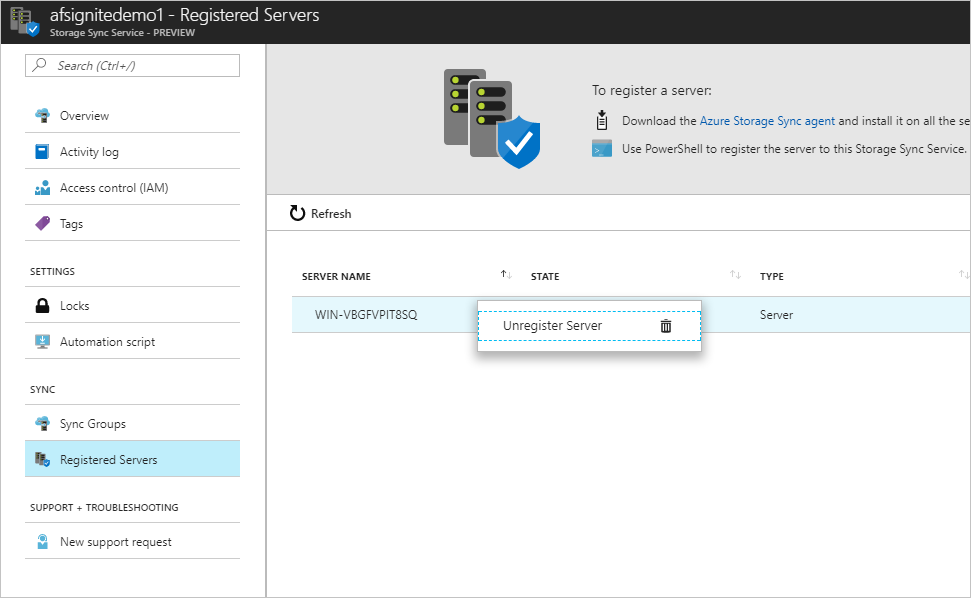 afsignitedemo1 - Registered Servers
Storage Sync Service - PREVIEW
Search (Ctrl+/)
Overview
Activity log
Access control (IAM)
Tags
SETTINGS
Locks
Automation script
SYNC
Sync Groups
Registered Servers
SUPPORT + TROUBLESHOOTING
New support request
To register a server:
Download the Azure Storage Sync agent and install it on all the se
Use PowerShell to register the server to this Storage Sync Service.
Refresh
SERVER NAME STATE TYPE
WIN-VBGFVPIT8SQ Server
Unregister Server